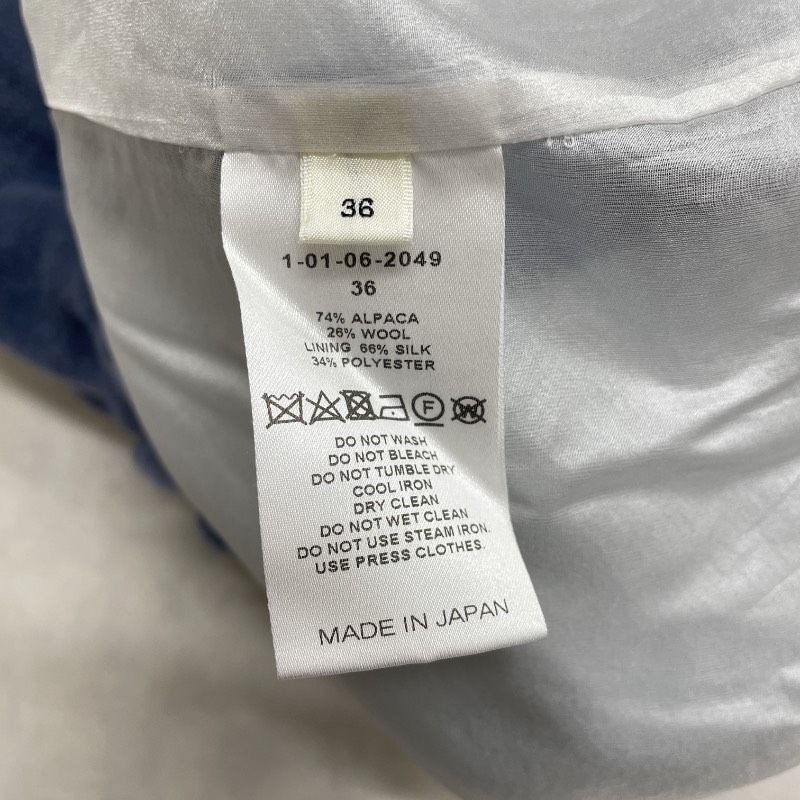 36
1-01-06-2049
36
74% ALPACA
26% WOOL
LINING 66% SILK
34% POLYESTER
F W
DO NOT WASH
DO NOT BLEACH
DO NOT TUMBLE DRY
COOL IRON
DRY CLEAN
DO NOT WET CLEAN
DO NOT USE STEAM IRON.
USE PRESS CLOTHES.
MADE IN JAPAN